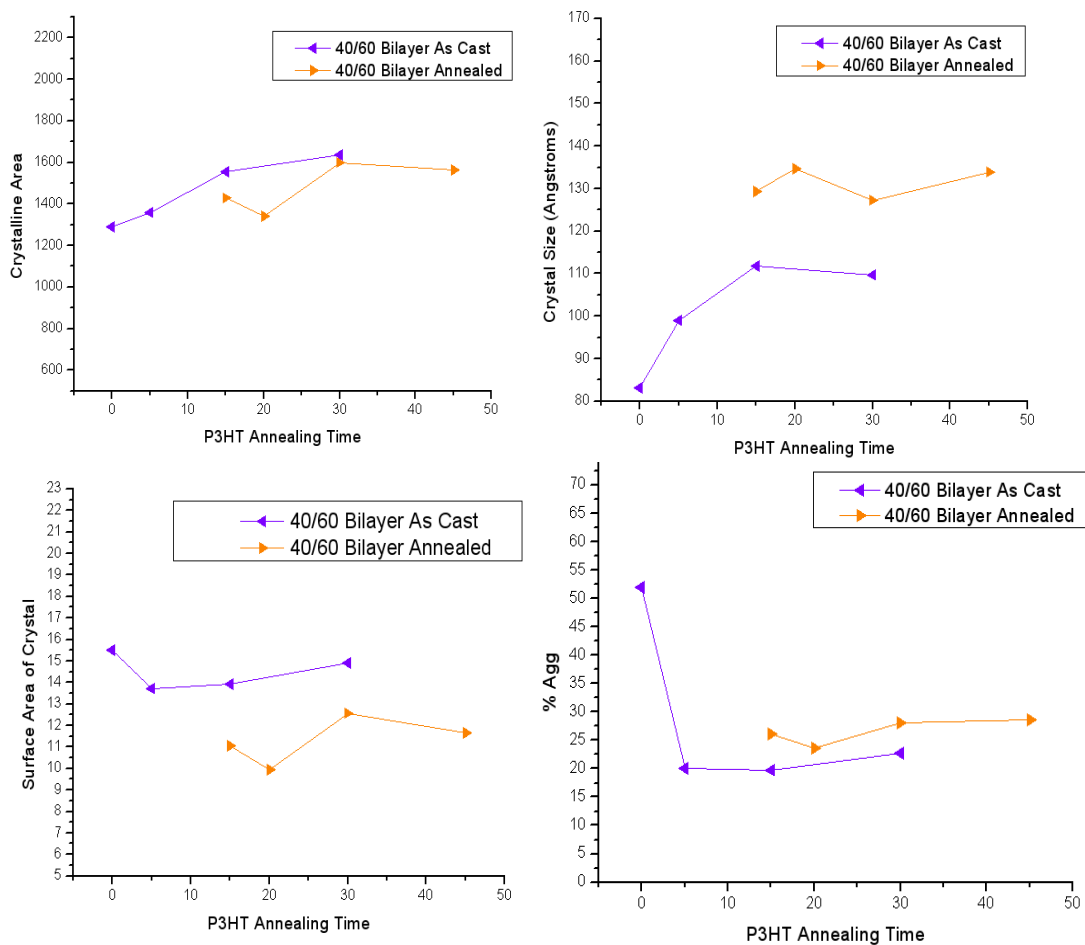 40/60 Bilayer As Cast
40/60 Bilayer Annealed
Crystalline Area
2200
2000
1800
1600
1400
1200
1000
800
600
0 10 20 30 40 50
P3HT Annealing Time
40/60 Bilayer As Cast
40/60 Bilayer Annealed
Crystal Size (Angstroms)
170
160
150
140
130
120
110
100
90
80
0 10 20 30 40 50
P3HT Annealing Time
40/60 Bilayer As Cast
40/60 Bilayer Annealed
Surface Area of Crystal
23
22
21
20
19
18
17
16
15
14
13
12
11
10
9
8
7
6
5
0 10 20 30 40 50
P3HT Annealing Time
40/60 Bilayer As Cast
40/60 Bilayer Annealed
% Agg
70
65
60
55
50
45
40
35
30
25
20
15
10
5
0
0 10 20 30 40 50
P3HT Annealing Time